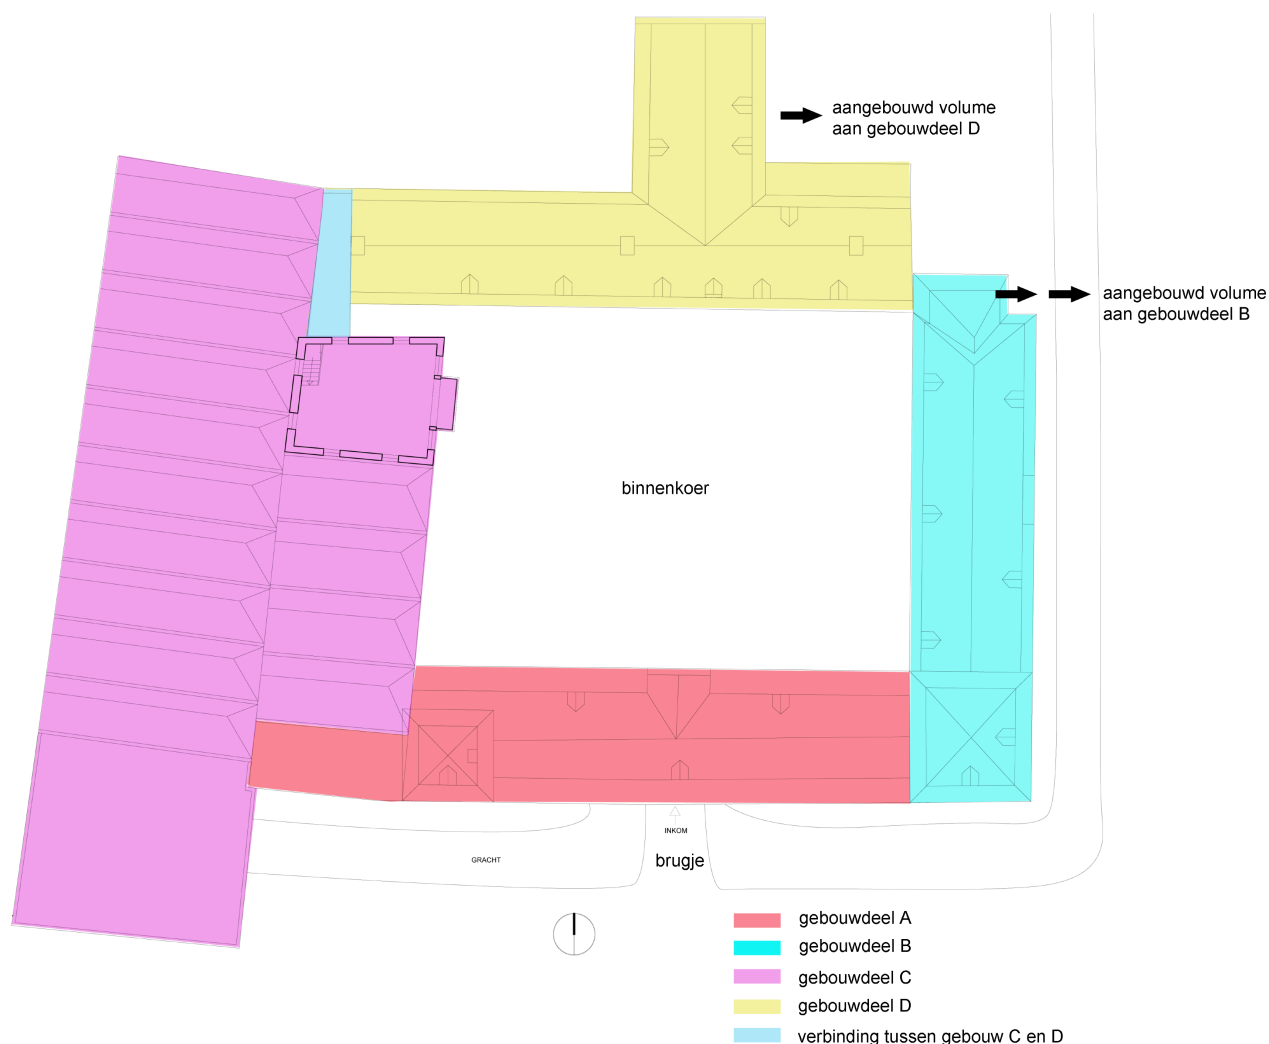 aangebouwd volume
aan gebouwdeel D
aangebouwd volume
aan gebouwdeel B
binnenkoer
INKOM
GRACHT
brugje
gebouwdeel A
gebouwdeel B
gebouwdeel C
gebouwdeel D
verbinding tussen gebouw C en D